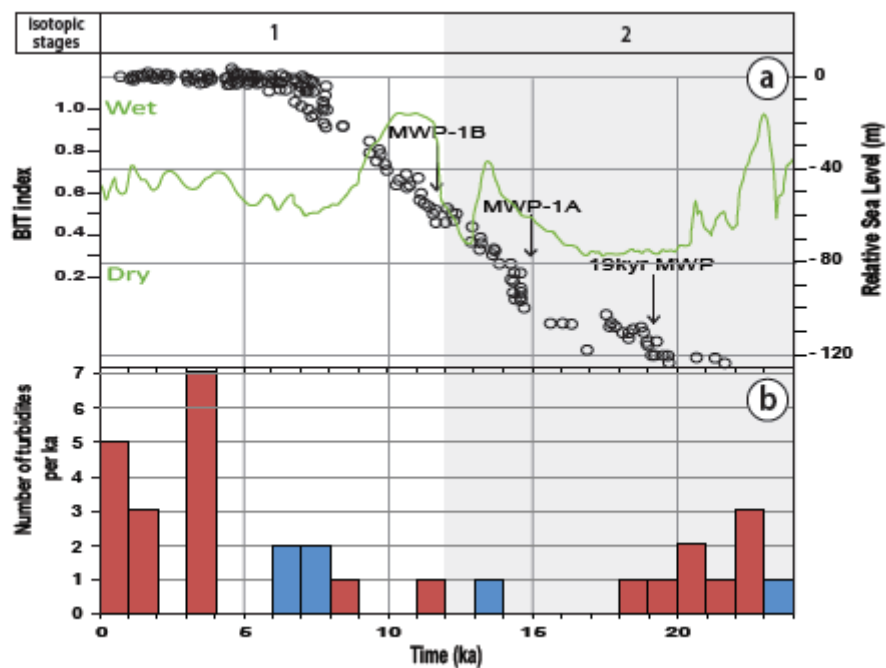 Isotopic
stages
1
2
a
Wet
Dry
MWP-1B
MWP-1A
19kyr MWP
1.0
0.8
0.6
0.4
0.2
BIT index
0
- 40
- 80
- 120
Relative Sea Level (m)
b
7
6
5
4
3
2
1
0
Number of turbidites
per ka
0 5 10 15 20
Time (ka)